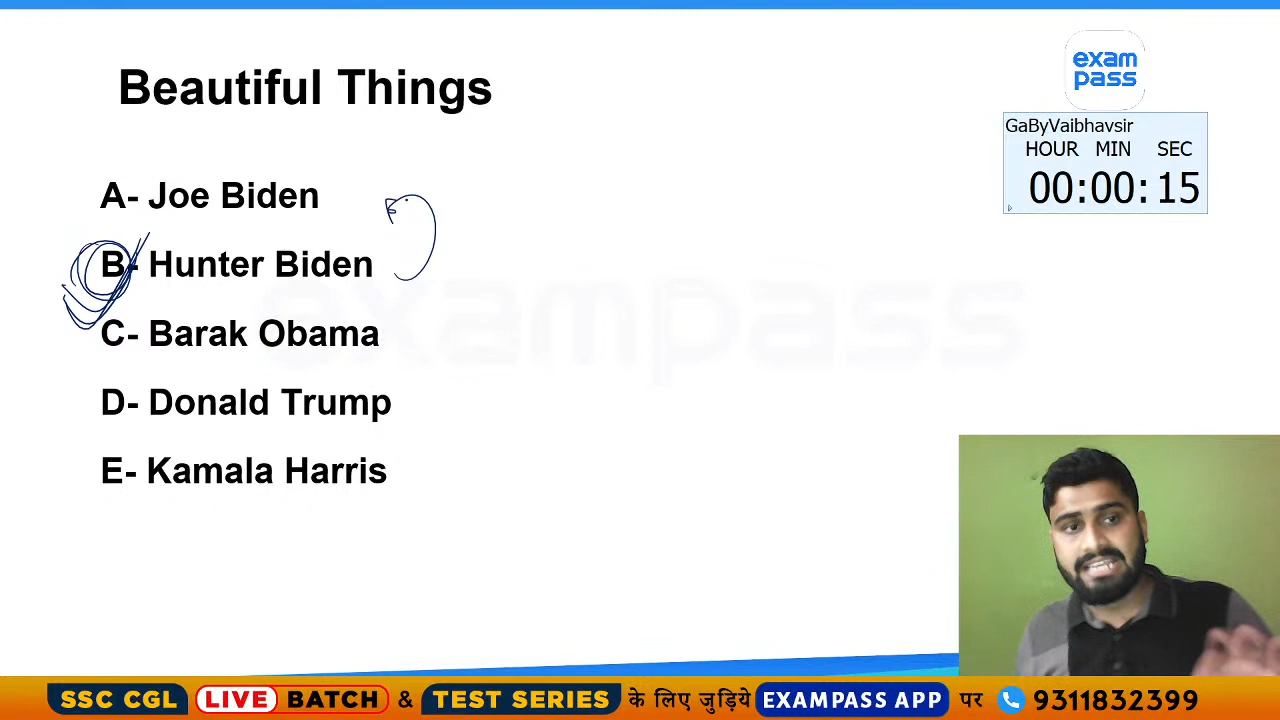 Beautiful Things
exam
pass
GaByVaibhavsir
HOUR MIN SEC
00:00:15
A- Joe Biden
B- Hunter Biden
C- Barak Obama
D- Donald Trump
E- Kamala Harris
exampass
SSC CGL LIVE BATCH & TEST SERIES के लिए जुड़िये EXAMPASS APP पर 9311832399